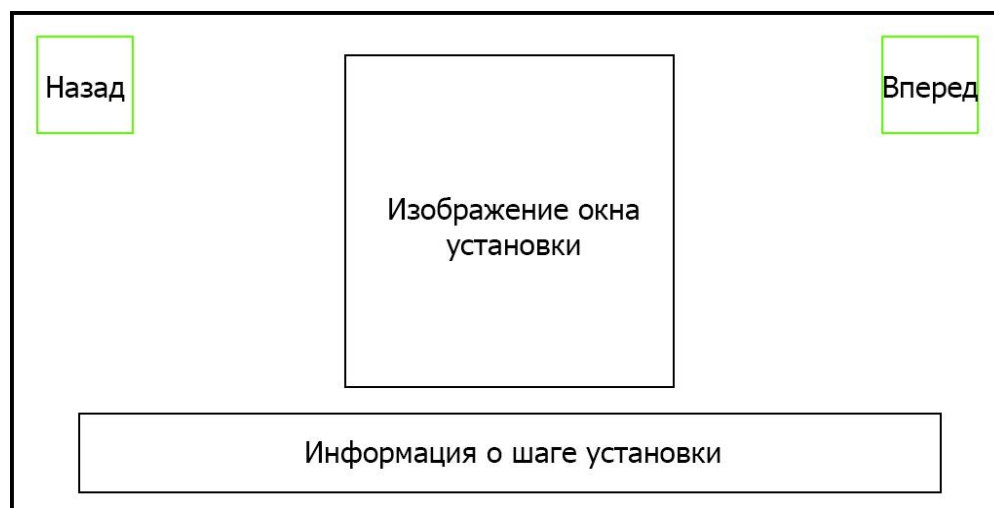 Назад
Вперед
Изображение окна
установки
Информация о шаге установки